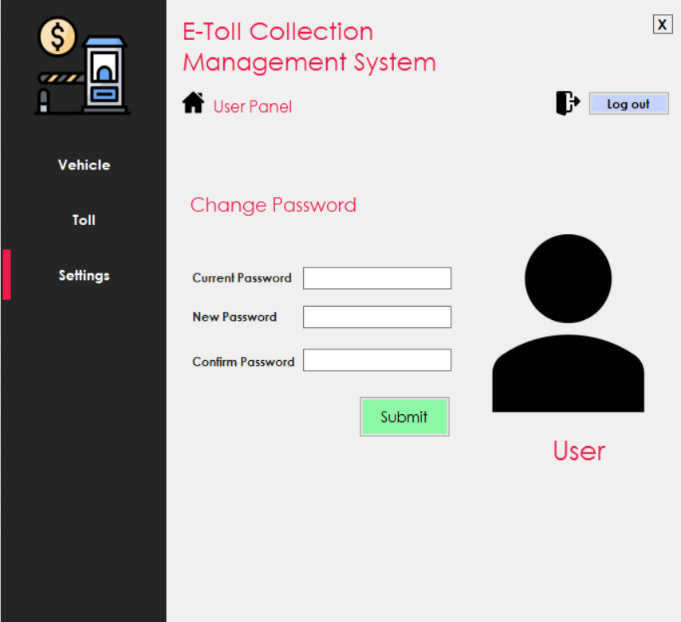 $
E-Toll Collection
Management System
X
User Panel
Log out
Vehicle
Toll
Settings
Change Password
Current Password
New Password
Confirm Password
Submit
User